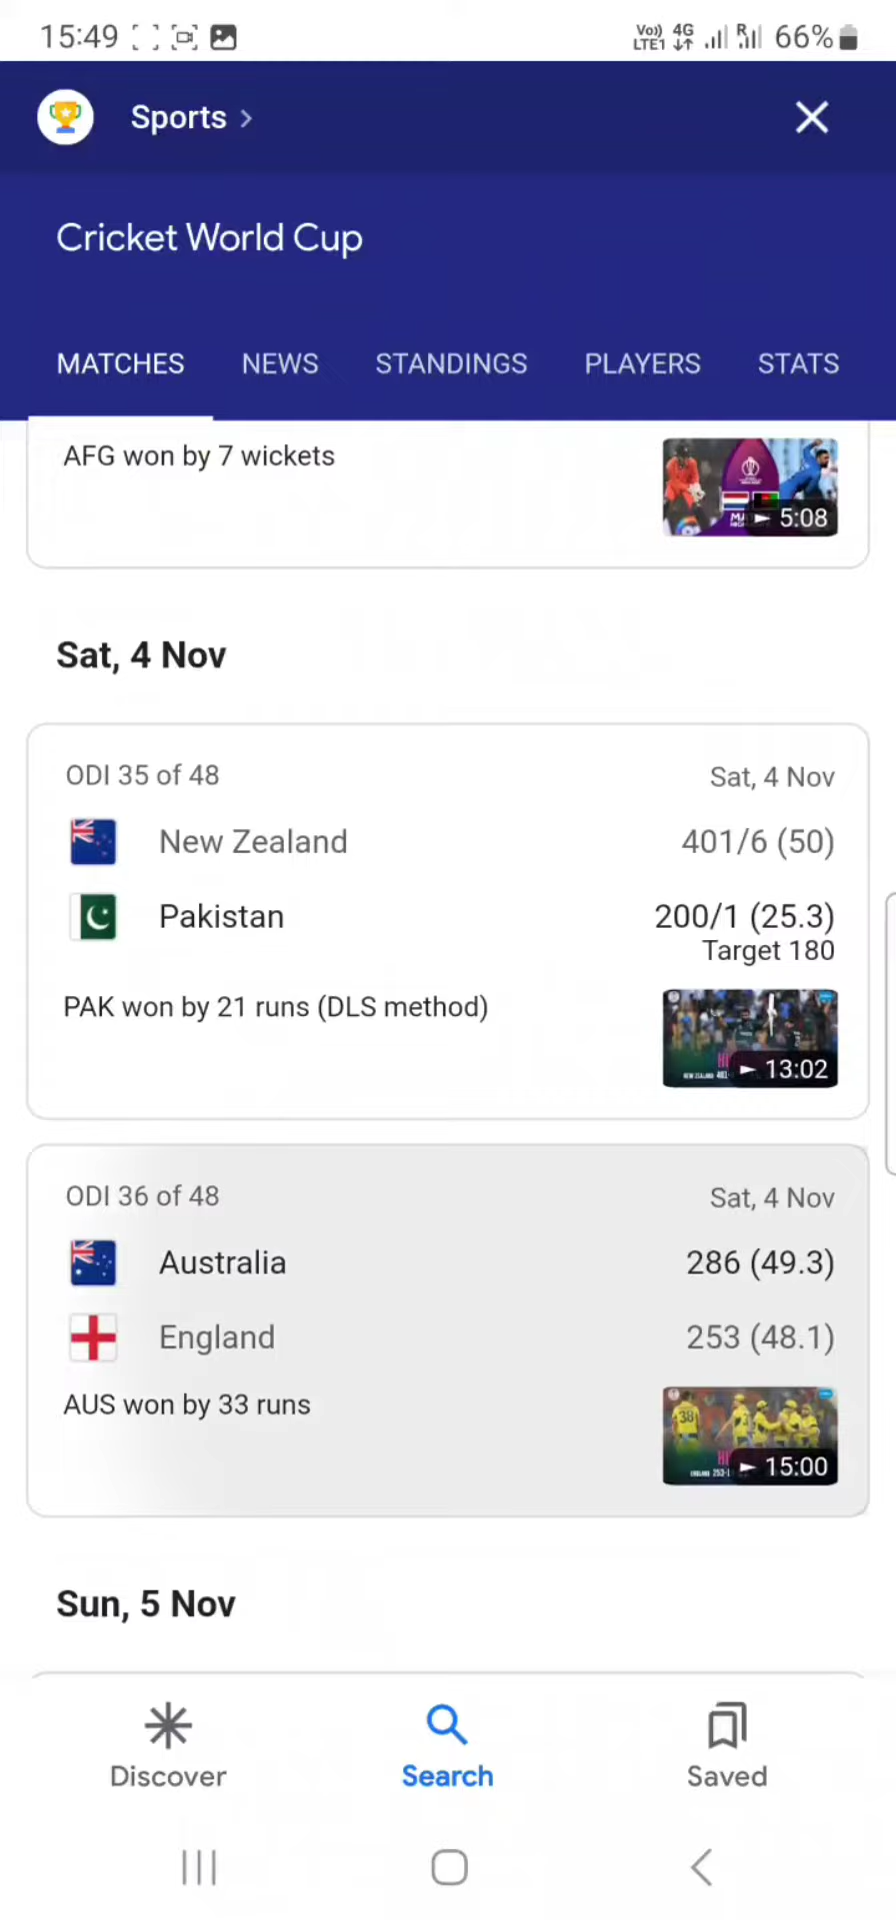 15:49 Vo)) LTE1 4G R 66%
Sports >
Cricket World Cup
MATCHES NEWS STANDINGS PLAYERS STATS
AFG won by 7 wickets
5:08
Sat, 4 Nov
ODI 35 of 48 Sat, 4 Nov
New Zealand 401/6 (50)
Pakistan 200/1 (25.3)
Target 180
PAK won by 21 runs (DLS method)
13:02
ODI 36 of 48 Sat, 4 Nov
Australia 286 (49.3)
England 253 (48.1)
AUS won by 33 runs
38
15:00
Sun, 5 Nov
Discover Search Saved